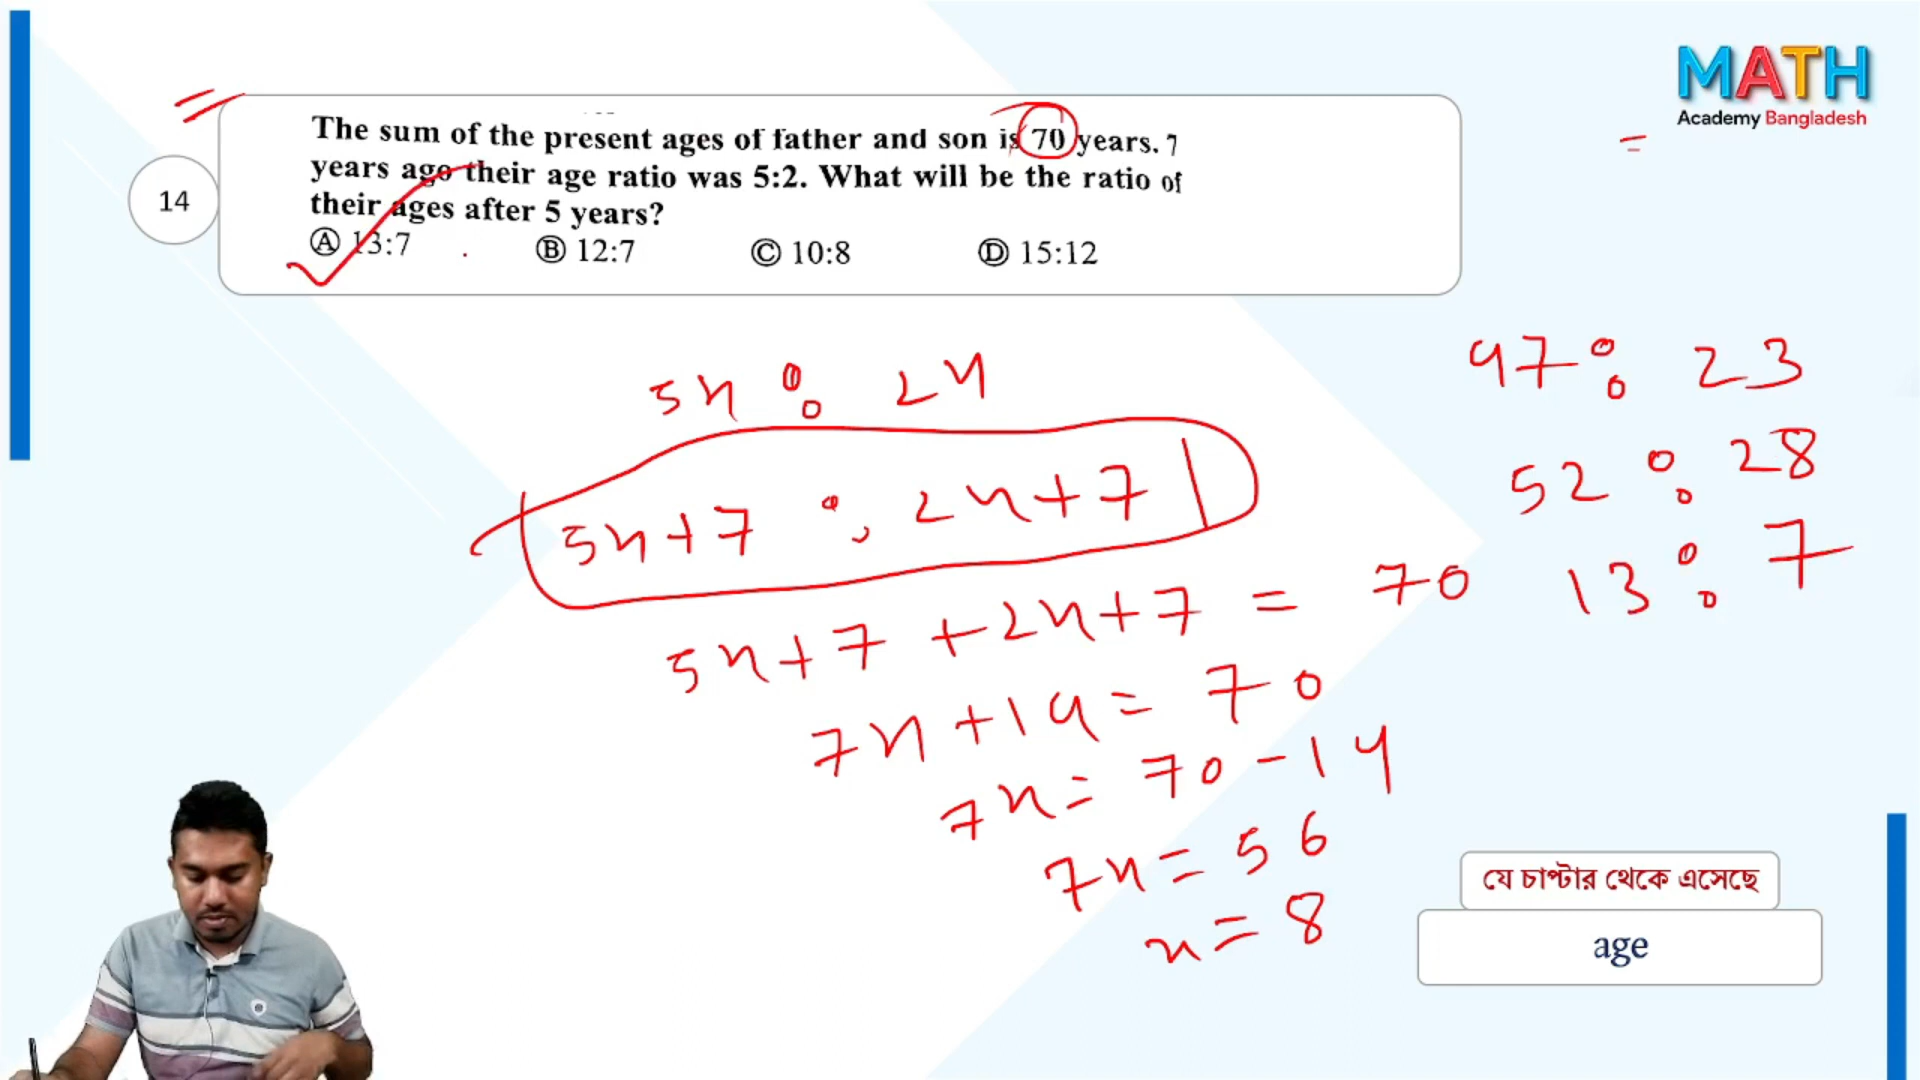 MATH
Academy Bangladesh
14
The sum of the present ages of father and son is 70 years. 7
years ago their age ratio was 5:2. What will be the ratio of
their ages after 5 years?
Ⓐ 13:7 Ⓑ 12:7 Ⓒ 10:8 Ⓓ 15:12
5x : 2x
5x+7 : 2x+7
5x+7+2x+7 = 70
7x+14 = 70
7x = 70-14
7x = 56
x = 8
47 : 23
52 : 28
13 : 7
যে চাপ্টার থেকে এসেছে
age